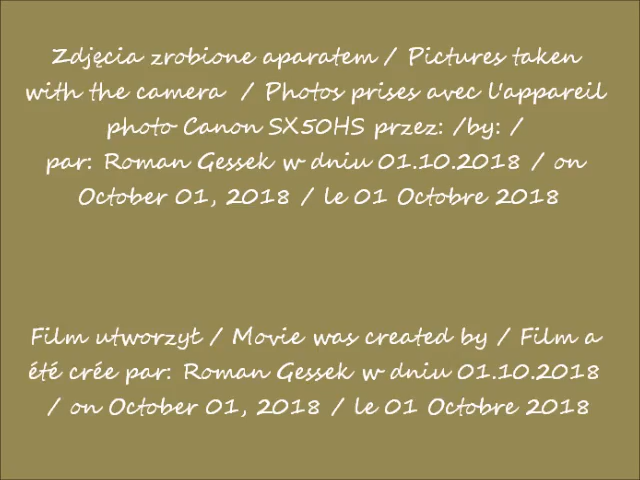 Zdjęcia zrobione aparatem / Pictures taken
with the camera / Photos prises avec l'appareil
photo Canon SX50HS przez: /by: /
par: Roman Gessek w dniu 01.10.2018 / on
October 01, 2018 / le 01 Octobre 2018
Film utworzył / Movie was created by / Film a
été crée par: Roman Gessek w dniu 01.10.2018
/ on October 01, 2018 / le 01 Octobre 2018